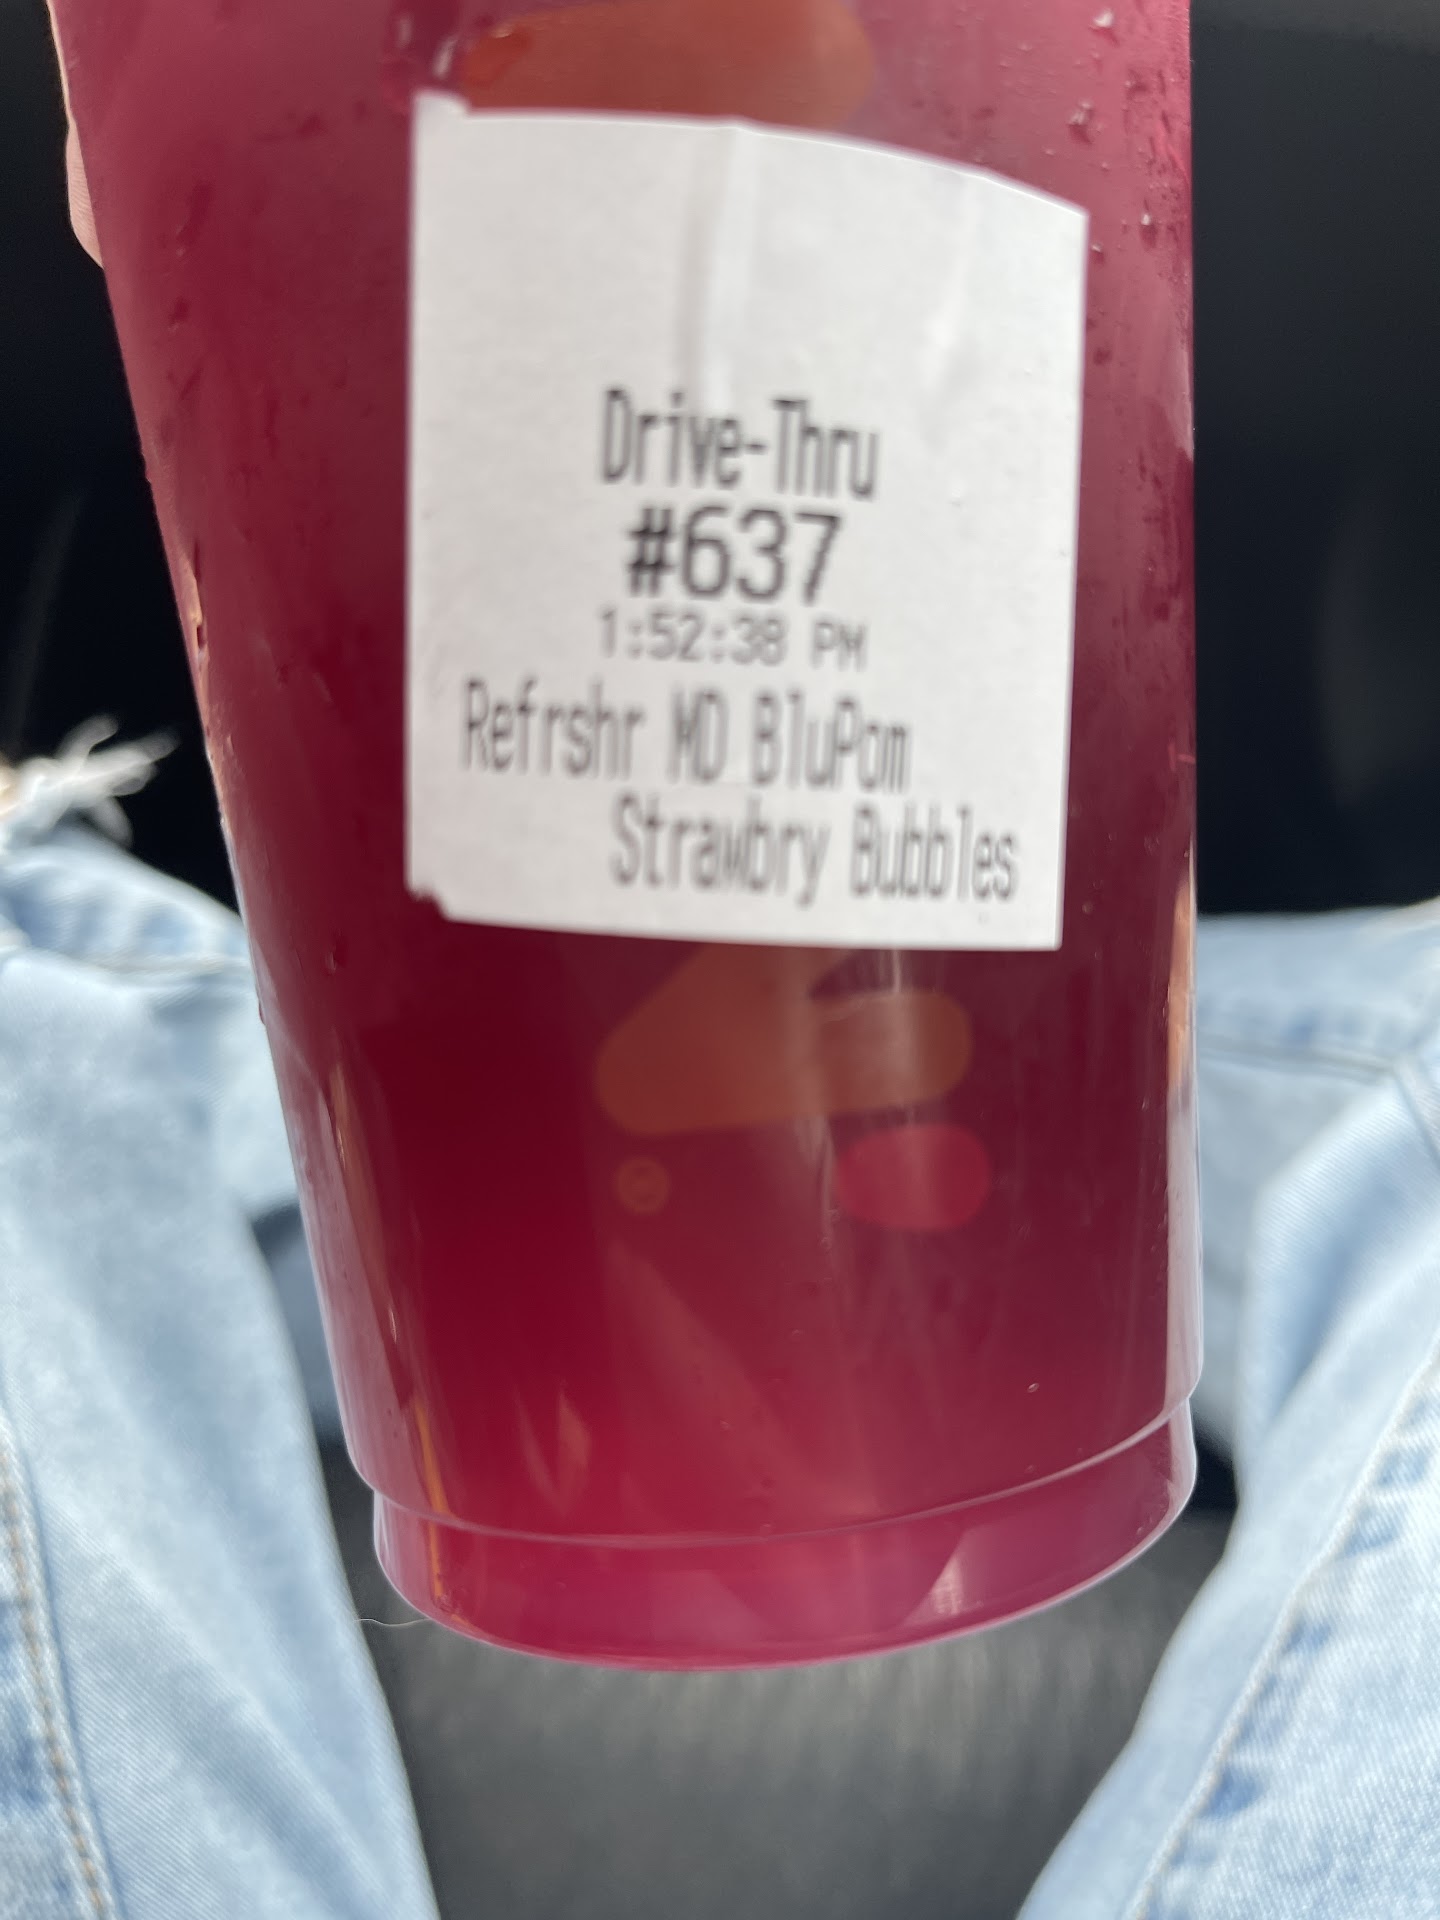 Drive-Thru
#637
1:52:38 PM
Refrshr MD BluPom
Strawbry Bubbles